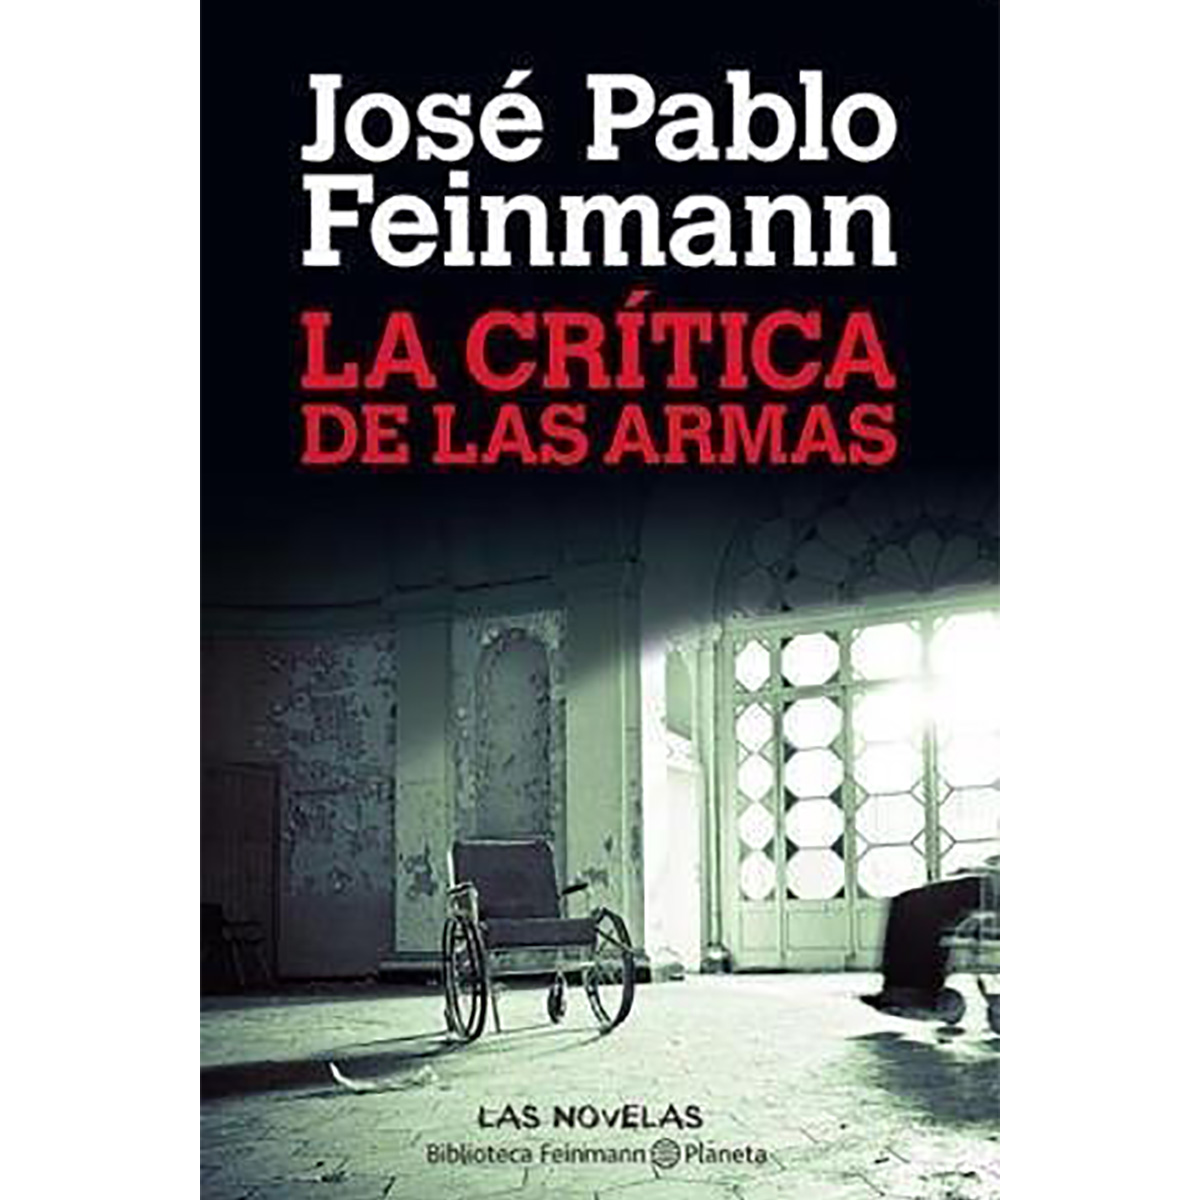 José Pablo
Feinmann
LA CRÍTICA
DE LAS ARMAS
LAS NOVELAS
Biblioteca Feinmann Planeta